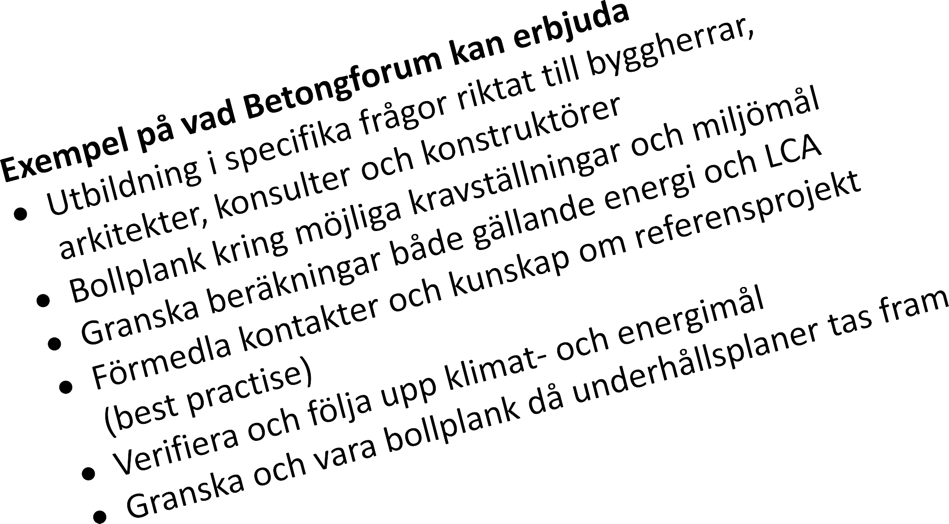 Exempel på vad Betongforum kan erbjuda
• Utbildning i specifika frågor riktat till byggherrar,
arkitekter, konsulter och konstruktörer
• Bollplank kring möjliga kravställningar och miljömål
• Granska beräkningar både gällande energi och LCA
• Förmedla kontakter och kunskap om referensprojekt
(best practise)
• Verifiera och följa upp klimat- och energimål
• Granska och vara bollplank då underhållsplaner tas fram